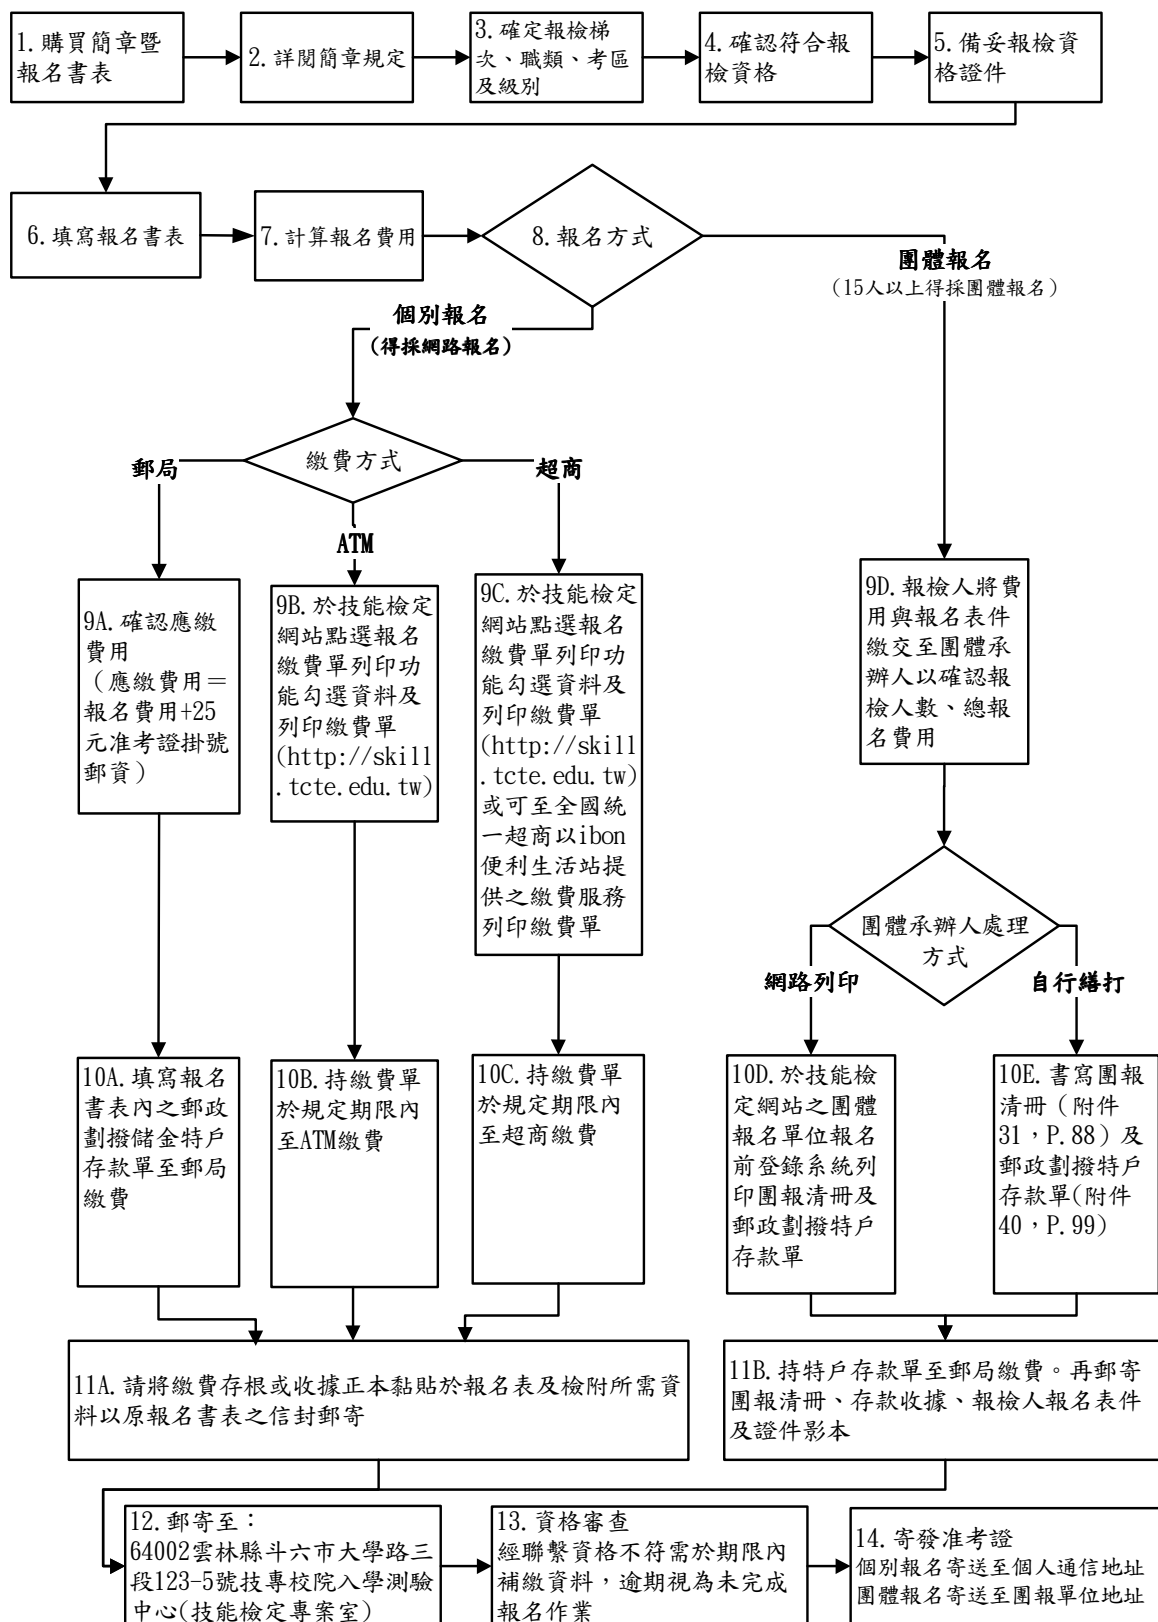 1.購買簡章暨
報名書表
2.詳閱簡章規定
3.確定報檢梯
次、職類、考區
及級別
4.確認符合報
檢資格
5.備妥報檢資
格證件
6.填寫報名書表
7.計算報名費用
8.報名方式
團體報名
（15人以上得採團體報名）
個別報名
(得採網路報名)
繳費方式
郵局
ATM
超商
9A.確認應繳
費用
（應繳費用＝
報名費用+25
元准考證掛號
郵資）
9B.於技能檢定
網站點選報名
繳費單列印功
能勾選資料及
列印繳費單
(http://skill
.tcte.edu.tw)
9C.於技能檢定
網站點選報名
繳費單列印功
能勾選資料及
列印繳費單
(http://skill
.tcte.edu.tw)
或可至全國統
一超商以ibon
便利生活站提
供之繳費服務
列印繳費單
9D.報檢人將費
用與報名表件
繳交至團體承
辦人以確認報
檢人數、總報
名費用
團體承辦人處理
方式
網路列印
自行繕打
10A.填寫報名
書表內之郵政
劃撥儲金特戶
存款單至郵局
繳費
10B.持繳費單
於規定期限內
至ATM繳費
10C.持繳費單
於規定期限內
至超商繳費
10D.於技能檢
定網站之團體
報名單位報名
前登錄系統列
印團報清冊及
郵政劃撥特戶
存款單
10E.書寫團報
清冊（附件
31，P.88）及
郵政劃撥特戶
存款單(附件
40，P.99)
11A.請將繳費存根或收據正本黏貼於報名表及檢附所需資
料以原報名書表之信封郵寄
11B.持特戶存款單至郵局繳費。再郵寄
團報清冊、存款收據、報檢人報名表件
及證件影本
12.郵寄至：
64002雲林縣斗六市大學路三
段123-5號技專校院入學測驗
中心(技能檢定專案室)
13.資格審查
經聯繫資格不符需於期限內
補繳資料，逾期視為未完成
報名作業
14.寄發准考證
個別報名寄送至個人通信地址
團體報名寄送至團報單位地址